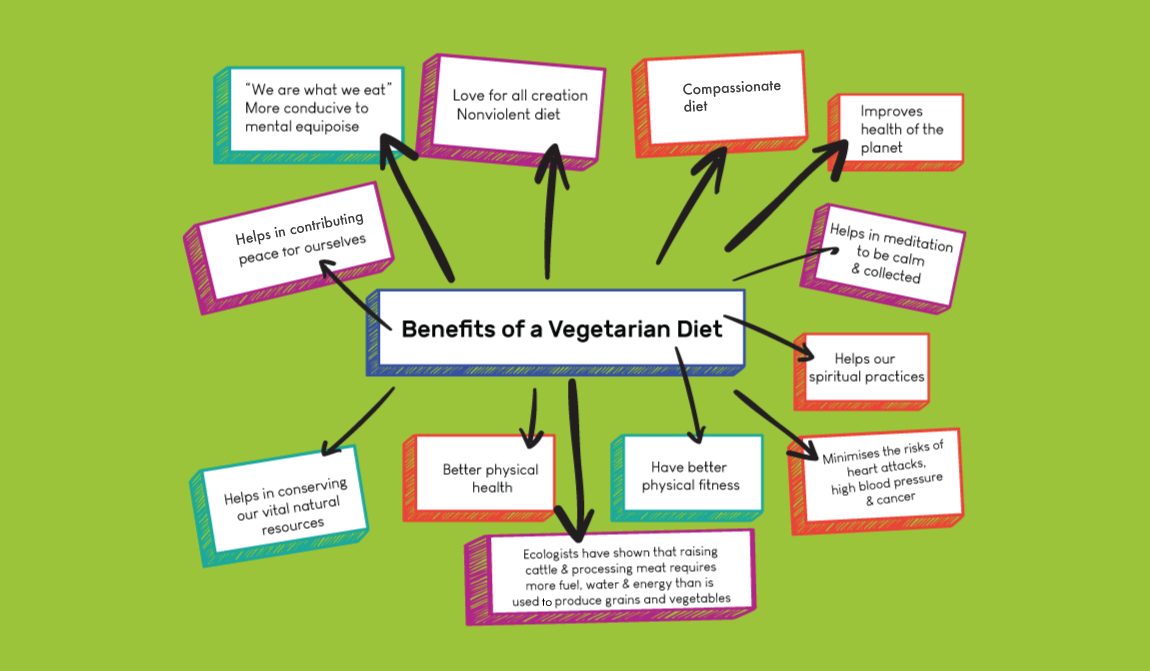 “We are what we eat”
More conducive to
mental equipoise
Love for all creation
Nonviolent diet
Compassionate
diet
Improves
health of the
planet
Helps in contributing
peace tor ourselves
Helps in meditation
to be calm
& collected
Benefits of a Vegetarian Diet
Helps our
spiritual practices
Helps in conserving
our vital natural
resources
Better physical
health
Have better
physical fitness
Minimises the risks of
heart attacks,
high blood pressure
& cancer
Ecologists have shown that raising
cattle & processing meat requires
more fuel, water & energy than is
used to produce grains and vegetables